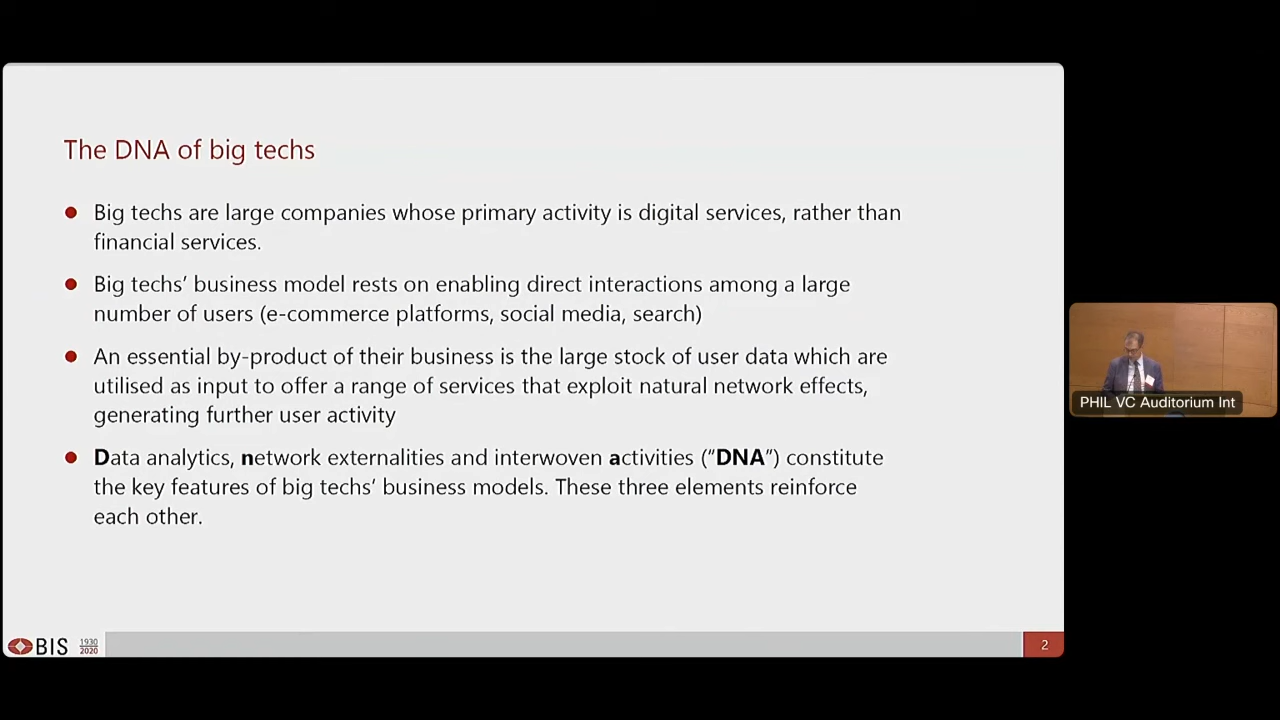 The DNA of big techs
Big techs are large companies whose primary activity is digital services, rather than
financial services.
Big techs’ business model rests on enabling direct interactions among a large
number of users (e-commerce platforms, social media, search)
An essential by-product of their business is the large stock of user data which are
utilised as input to offer a range of services that exploit natural network effects,
generating further user activity
Data analytics, network externalities and interwoven activities (“DNA”) constitute
the key features of big techs’ business models. These three elements reinforce
each other.
PHIL VC Auditorium Int
BIS
1930
2020
2